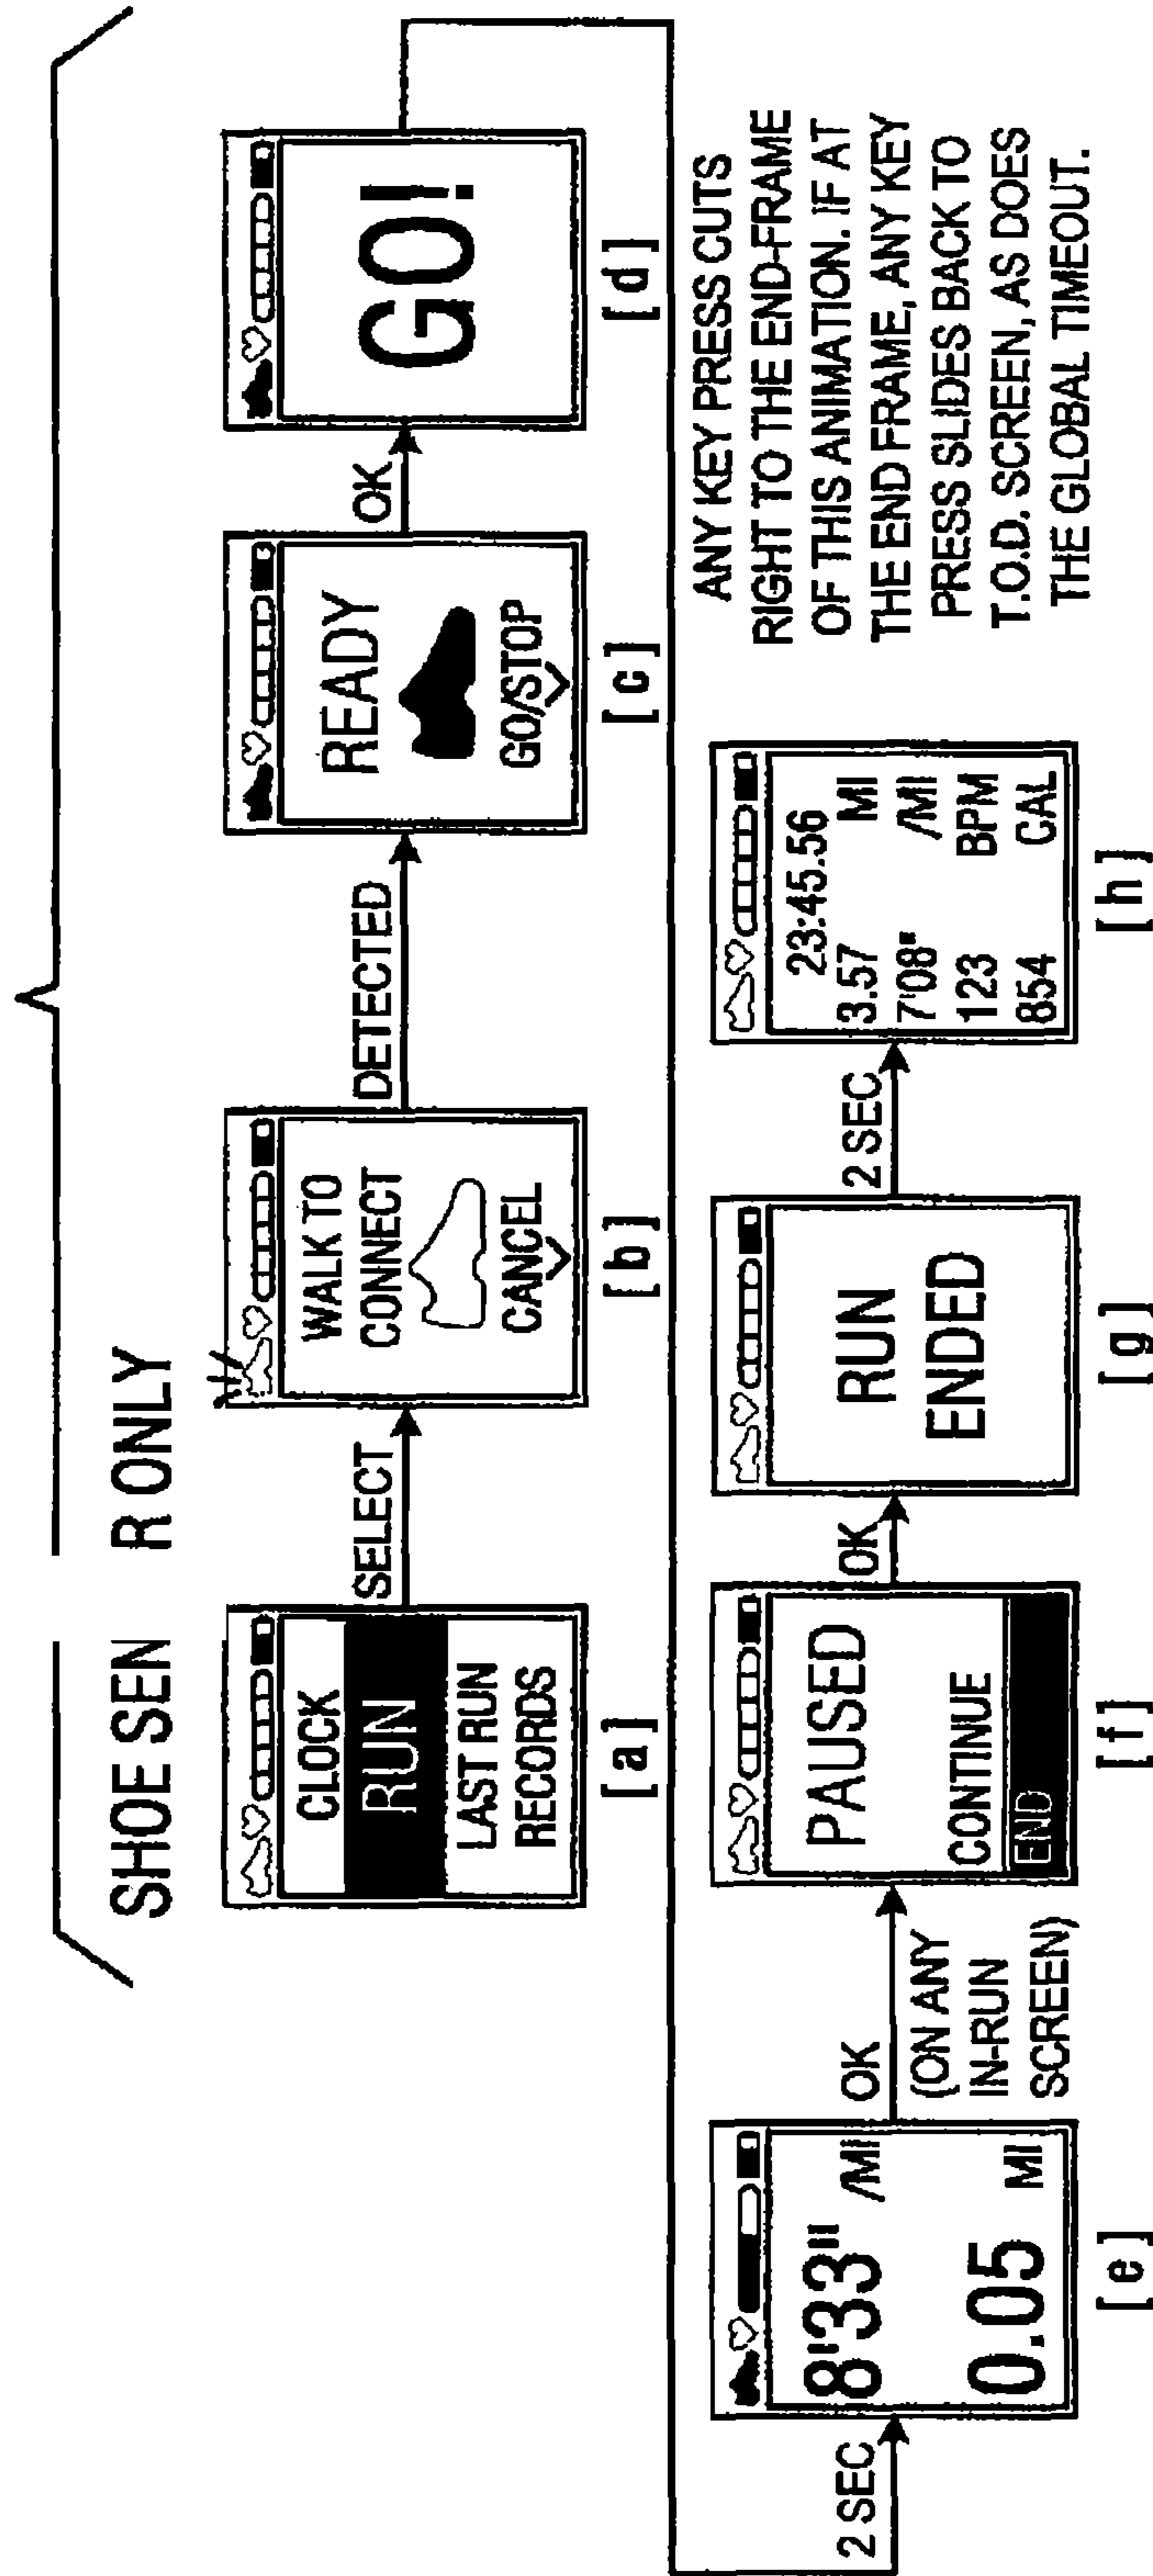 SHOE SEN R ONLY
CLOCK
RUN
LAST RUN
RECORDS
[a]
SELECT
WALK TO
CONNECT
CANCEL
[b]
DETECTED
READY
GO/STOP
[c]
OK
GO!
[d]
2 SEC
8'33" /MI
0.05 MI
[e]
OK
(ON ANY
IN-RUN
SCREEN)
PAUSED
CONTINUE
END
[f]
OK
RUN
ENDED
[g]
2 SEC
23:45.56
3.57 MI
7'08" /MI
123 BPM
854 CAL
[h]
ANY KEY PRESS CUTS
RIGHT TO THE END-FRAME
OF THIS ANIMATION. IF AT
THE END FRAME, ANY KEY
PRESS SLIDES BACK TO
T.O.D. SCREEN, AS DOES
THE GLOBAL TIMEOUT.